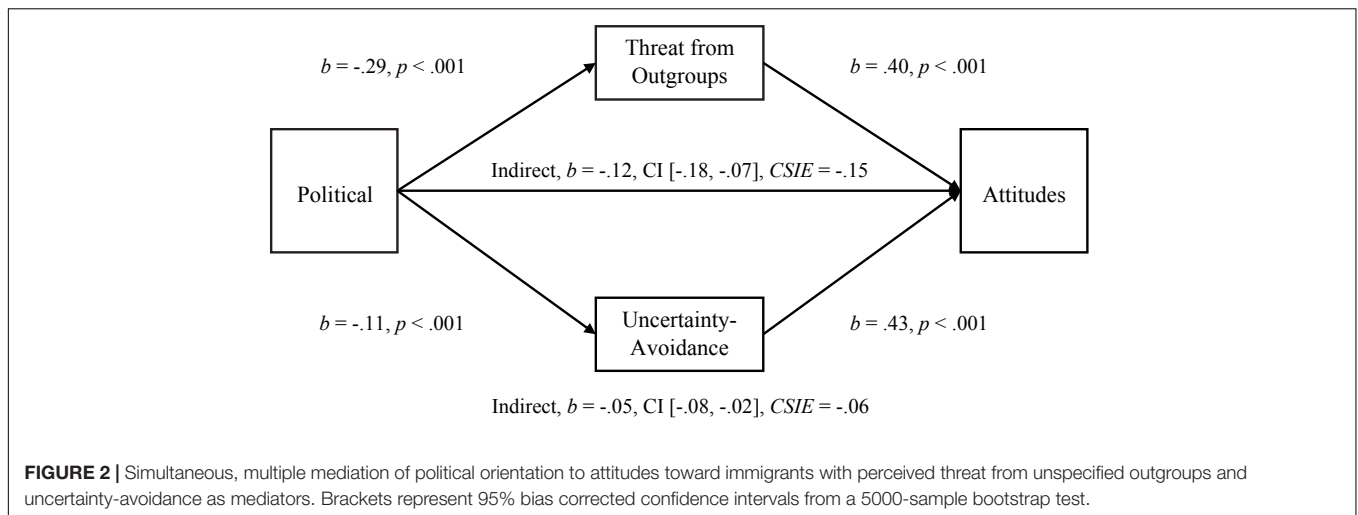 Threat from
Outgroups
b = -.29, p < .001
b = .40, p < .001
Indirect, b = -.12, CI [-.18, -.07], CSIE = -.15
Political
Attitudes
b = -.11, p < .001
Uncertainty-
Avoidance
b = .43, p < .001
Indirect, b = -.05, CI [-.08, -.02], CSIE = -.06
FIGURE 2 | Simultaneous, multiple mediation of political orientation to attitudes toward immigrants with perceived threat from unspecified outgroups and
uncertainty-avoidance as mediators. Brackets represent 95% bias corrected confidence intervals from a 5000-sample bootstrap test.